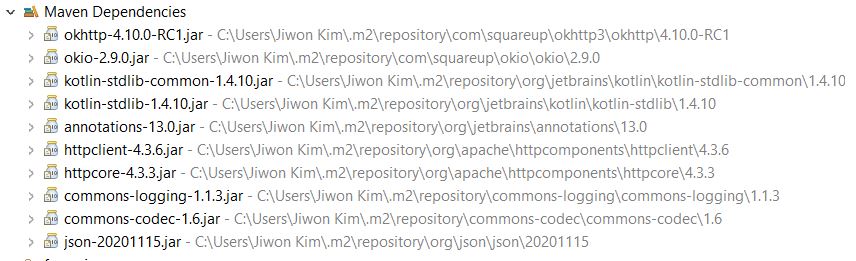 Maven Dependencies
okhttp-4.10.0-RC1.jar - C:\Users\Jiwon Kim\.m2\repository\com\squareup\okhttp3\okhttp\4.10.0-RC1
okio-2.9.0.jar - C:\Users\Jiwon Kim\.m2\repository\com\squareup\okio\okio\2.9.0
kotlin-stdlib-common-1.4.10.jar - C:\Users\Jiwon Kim\.m2\repository\org\jetbrains\kotlin\kotlin-stdlib-common\1.4.10
kotlin-stdlib-1.4.10.jar - C:\Users\Jiwon Kim\.m2\repository\org\jetbrains\kotlin\kotlin-stdlib\1.4.10
annotations-13.0.jar - C:\Users\Jiwon Kim\.m2\repository\org\jetbrains\annotations\13.0
httpclient-4.3.6.jar - C:\Users\Jiwon Kim\.m2\repository\org\apache\httpcomponents\httpclient\4.3.6
httpcore-4.3.3.jar - C:\Users\Jiwon Kim\.m2\repository\org\apache\httpcomponents\httpcore\4.3.3
commons-logging-1.1.3.jar - C:\Users\Jiwon Kim\.m2\repository\commons-logging\commons-logging\1.1.3
commons-codec-1.6.jar - C:\Users\Jiwon Kim\.m2\repository\commons-codec\commons-codec\1.6
json-20201115.jar - C:\Users\Jiwon Kim\.m2\repository\org\json\json\20201115